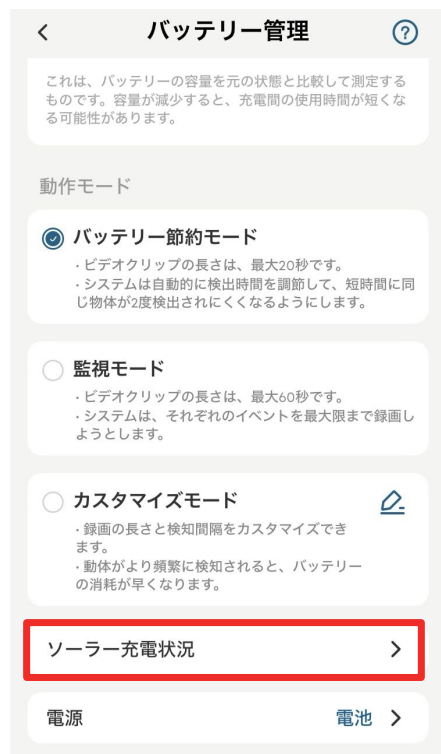 バッテリー管理
これは、バッテリーの容量を元の状態と比較して測定する
ものです。容量が減少すると、充電間の使用時間が短くな
る可能性があります。
動作モード
バッテリー節約モード
・ビデオクリップの長さは、最大20秒です。
・システムは自動的に検出時間を調節して、短時間に同
じ物体が2度検出されにくくなるようにします。
監視モード
・ビデオクリップの長さは、最大60秒です。
・システムは、それぞれのイベントを最大限まで録画し
ようとします。
カスタマイズモード
・録画の長さと検知間隔をカスタマイズでき
ます。
・動体がより頻繁に検知されると、バッテリー
の消耗が早くなります。
ソーラー充電状況
電源 電池